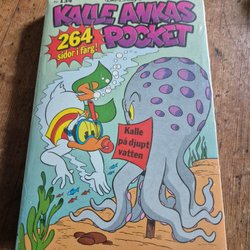 KALLE ANKAS
POCKET
264
sidor i färg!
Kalle
på djupt
vatten